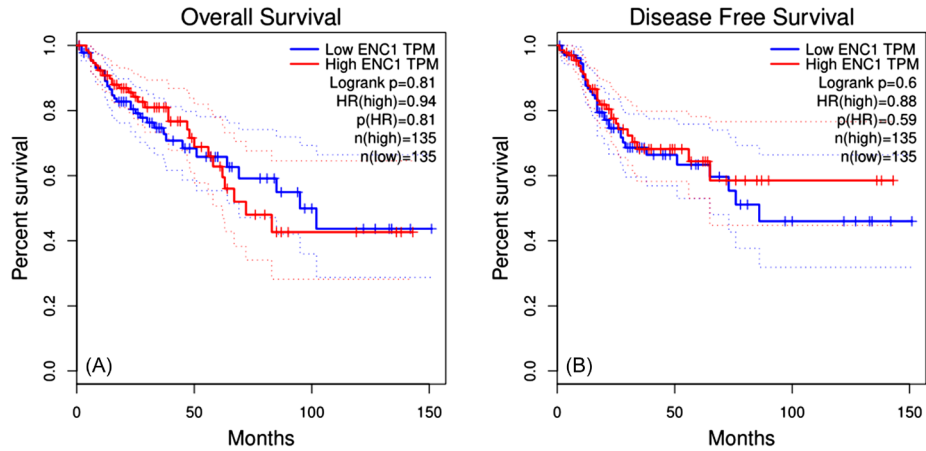 Overall Survival
Low ENC1 TPM
High ENC1 TPM
Logrank p=0.81
HR(high)=0.94
p(HR)=0.81
n(high)=135
n(low)=135
Percent survival
1.0
0.8
0.6
0.4
0.2
0.0
(A)
0 50 100 150
Months
Disease Free Survival
Low ENC1 TPM
High ENC1 TPM
Logrank p=0.6
HR(high)=0.88
p(HR)=0.59
n(high)=135
n(low)=135
Percent survival
1.0
0.8
0.6
0.4
0.2
0.0
(B)
0 50 100 150
Months